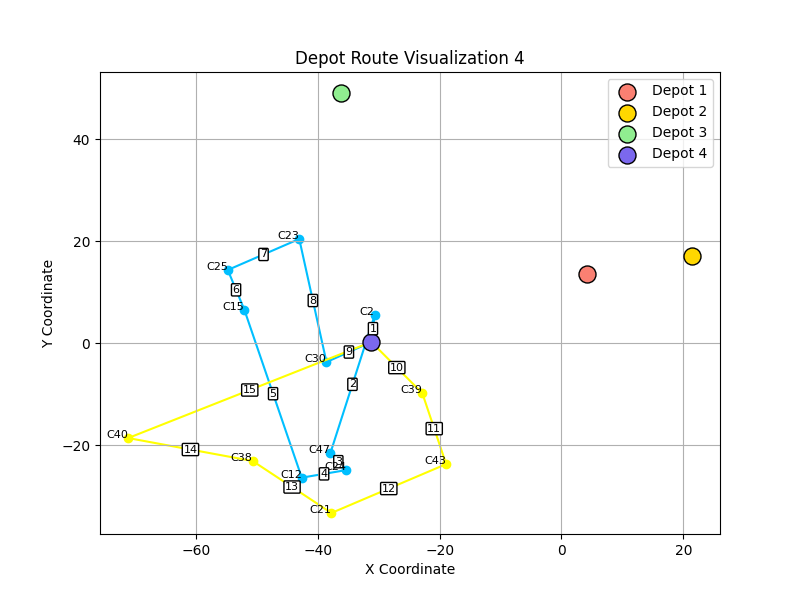 Depot Route Visualization 4
Depot 1
Depot 2
Depot 3
Depot 4
Y Coordinate
40
20
0
−20
C23
7
C25
6
C15
8
C2
1
C30
9
10
2
15
5
C39
11
C40
14
C38
C47
3
C24
C12
4
C43
13
12
C21
−60
−40
−20
0
20
X Coordinate